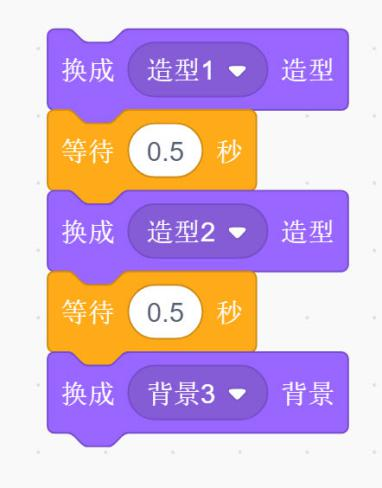 换成 造型1 造型
等待 0.5 秒
换成 造型2 造型
等待 0.5 秒
换成 背景3 背景